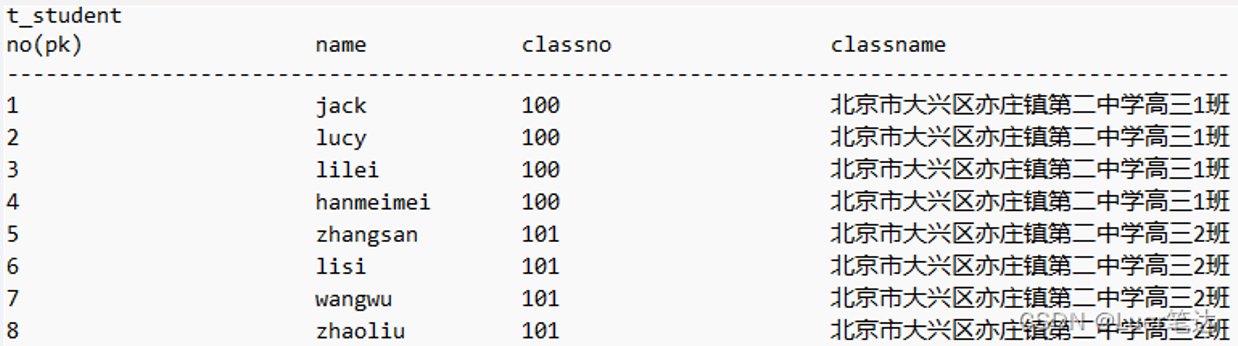 t_student
no(pk) name classno classname
----------------------------------------------------------------------------------------------
1 jack 100 北京市大兴区亦庄镇第二中学高三1班
2 lucy 100 北京市大兴区亦庄镇第二中学高三1班
3 lilei 100 北京市大兴区亦庄镇第二中学高三1班
4 hanmeimei 100 北京市大兴区亦庄镇第二中学高三1班
5 zhangsan 101 北京市大兴区亦庄镇第二中学高三2班
6 lisi 101 北京市大兴区亦庄镇第二中学高三2班
7 wangwu 101 北京市大兴区亦庄镇第二中学高三2班
8 zhaoliu 101 北京市大兴区亦庄镇第二中学高三2班
CSDN